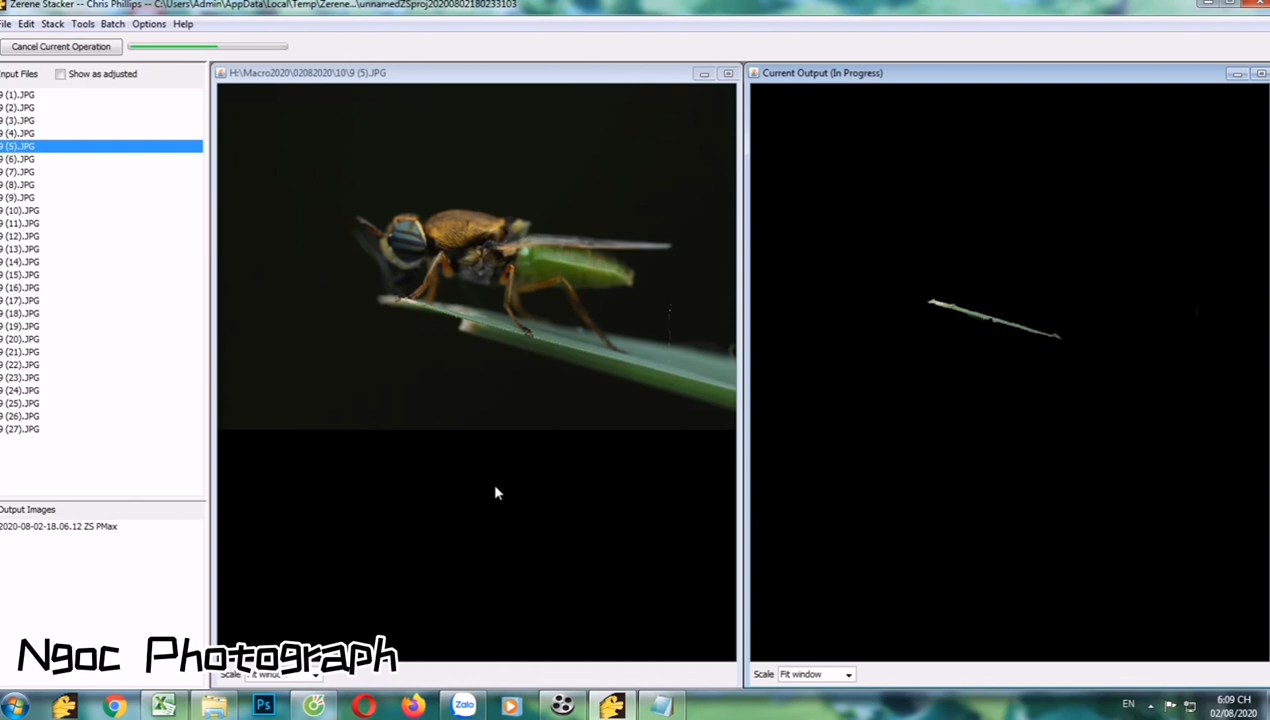 Zerene Stacker -- Chris Phillips -- C:\Users\Admin\AppData\Local\Temp\Zerene...\unnamedZSproj20200802180233103
File Edit Stack Tools Batch Options Help
Cancel Current Operation
Input Files Show as adjusted
9 (1).JPG
9 (2).JPG
9 (3).JPG
9 (4).JPG
9 (5).JPG
9 (6).JPG
9 (7).JPG
9 (8).JPG
9 (9).JPG
9 (10).JPG
9 (11).JPG
9 (12).JPG
9 (13).JPG
9 (14).JPG
9 (15).JPG
9 (16).JPG
9 (17).JPG
9 (18).JPG
9 (19).JPG
9 (20).JPG
9 (21).JPG
9 (22).JPG
9 (23).JPG
9 (24).JPG
9 (25).JPG
9 (26).JPG
9 (27).JPG
H:\Macro2020\02082020\10\9 (5).JPG
Current Output (In Progress)
Output Images
2020-08-02-18.06.12 ZS PMax
Ngoc Photograph
Scale Fit window
Scale Fit window
Ps
Zalo
EN
6:09 CH
02/08/2020